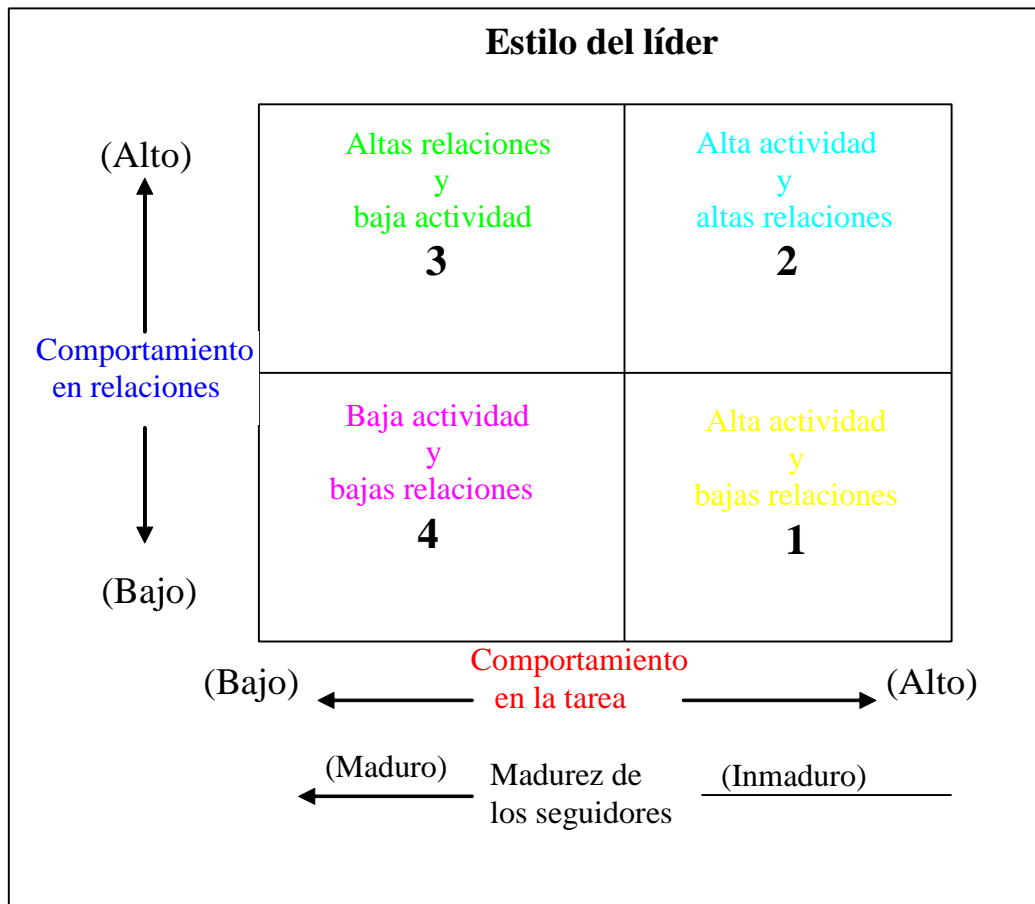 Estilo del líder
(Alto)
Comportamiento
en relaciones
(Bajo)
Altas relaciones
y
baja actividad
3
Alta actividad
y
altas relaciones
2
Baja actividad
y
bajas relaciones
4
Alta actividad
y
bajas relaciones
1
(Bajo)
Comportamiento
en la tarea
(Alto)
(Maduro)
Madurez de
los seguidores
(Inmaduro)